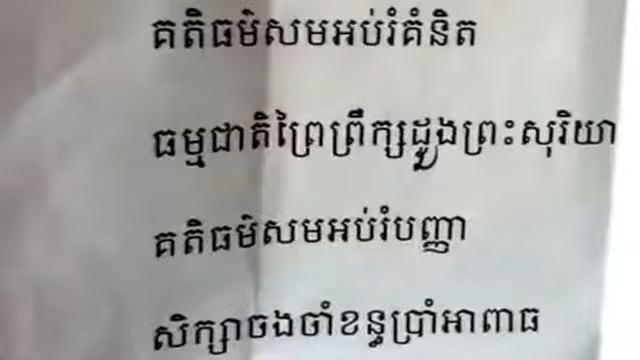 គតិធម៌សមអប់រំគំនិត
ធម្មជាតិព្រៃព្រឹក្សដួងព្រះសុរិយា
គតិធម៌សមអប់រំបញ្ញា
សិក្សាចងចាំខន្ធប្រាំអាពាធ